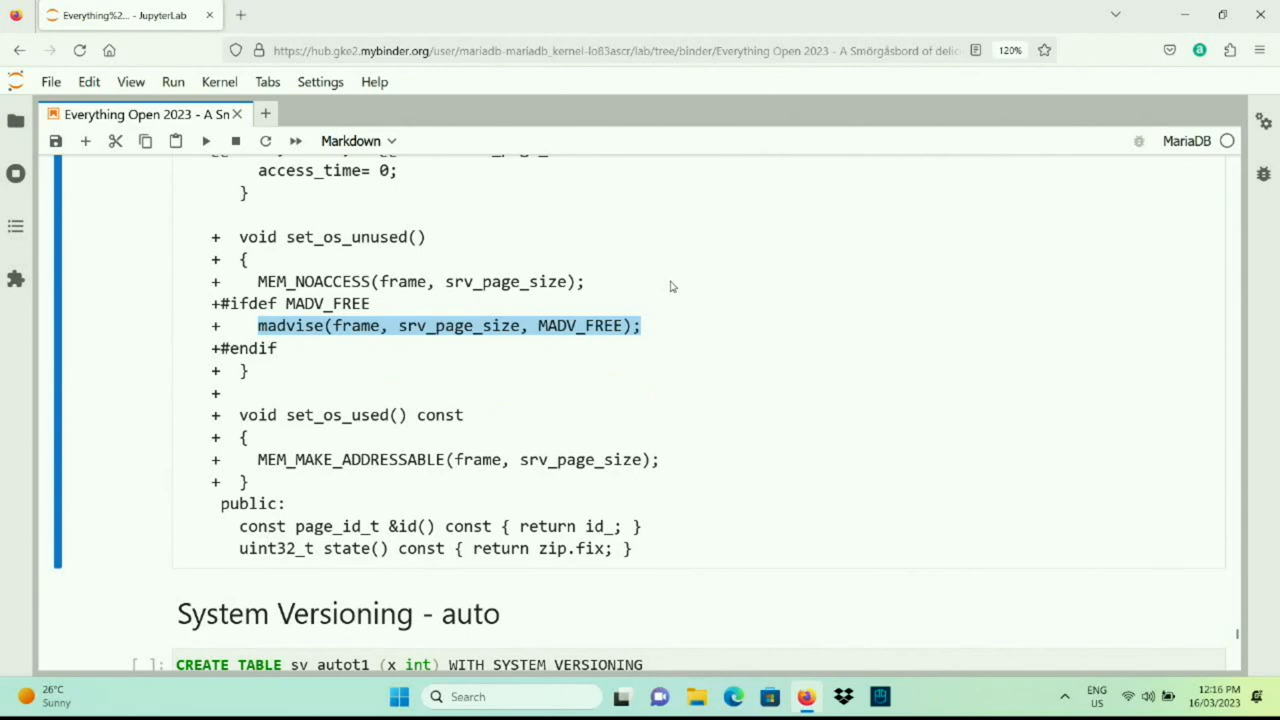 Everything%2... - JupyterLab
https://hub.gke2.mybinder.org/user/mariadb-mariadb_kernel-lo83ascr/lab/tree/binder/Everything Open 2023 - A Smörgåsbord of delic
120%
File Edit View Run Kernel Tabs Settings Help
Everything Open 2023 - A Sn
Markdown
MariaDB
access_time= 0;
}
+ void set_os_unused()
+ {
+ MEM_NOACCESS(frame, srv_page_size);
+#ifdef MADV_FREE
+ madvise(frame, srv_page_size, MADV_FREE);
+#endif
+ }
+
+ void set_os_used() const
+ {
+ MEM_MAKE_ADDRESSABLE(frame, srv_page_size);
+ }
public:
const page_id_t &id() const { return id_; }
uint32_t state() const { return zip.fix; }
System Versioning - auto
[ ]: CREATE TABLE sv_autot1 (x int) WITH SYSTEM VERSIONING
26°C
Sunny
Search
ENG
US
12:16 PM
16/03/2023